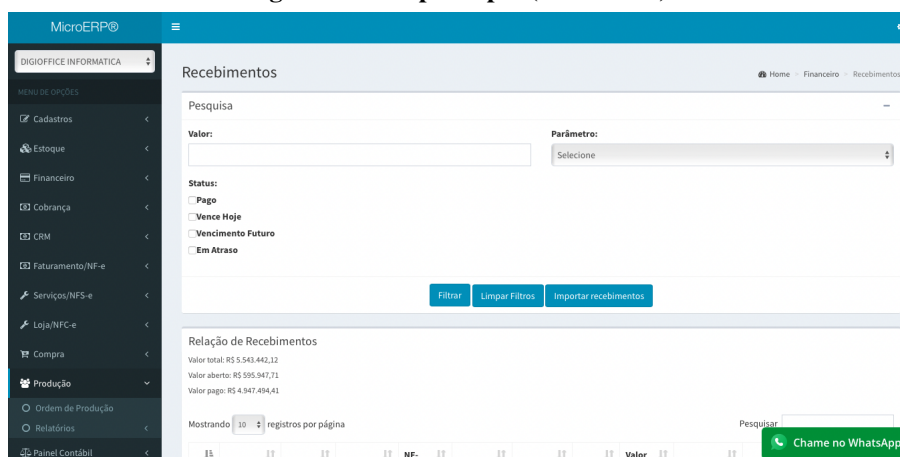 MicroERP®
DIGIOFFICE INFORMATICA
MENU DE OPÇÕES
Cadastros
Estoque
Financeiro
Cobrança
CRM
Faturamento/NF-e
Serviços/NFS-e
Loja/NFC-e
Compra
Produção
Ordem de Produção
Relatórios
Painel Contábil
Recebimentos
Home > Financeiro > Recebimentos
Pesquisa
Valor:
Parâmetro:
Selecione
Status:
Pago
Vence Hoje
Vencimento Futuro
Em Atraso
Filtrar
Limpar Filtros
Importar recebimentos
Relação de Recebimentos
Valor total: R$ 5.543.442,12
Valor aberto: R$ 595.947,71
Valor pago: R$ 4.947.494,41
Mostrando 10 registros por página
Pesquisar
NF-
Valor
Chame no WhatsApp